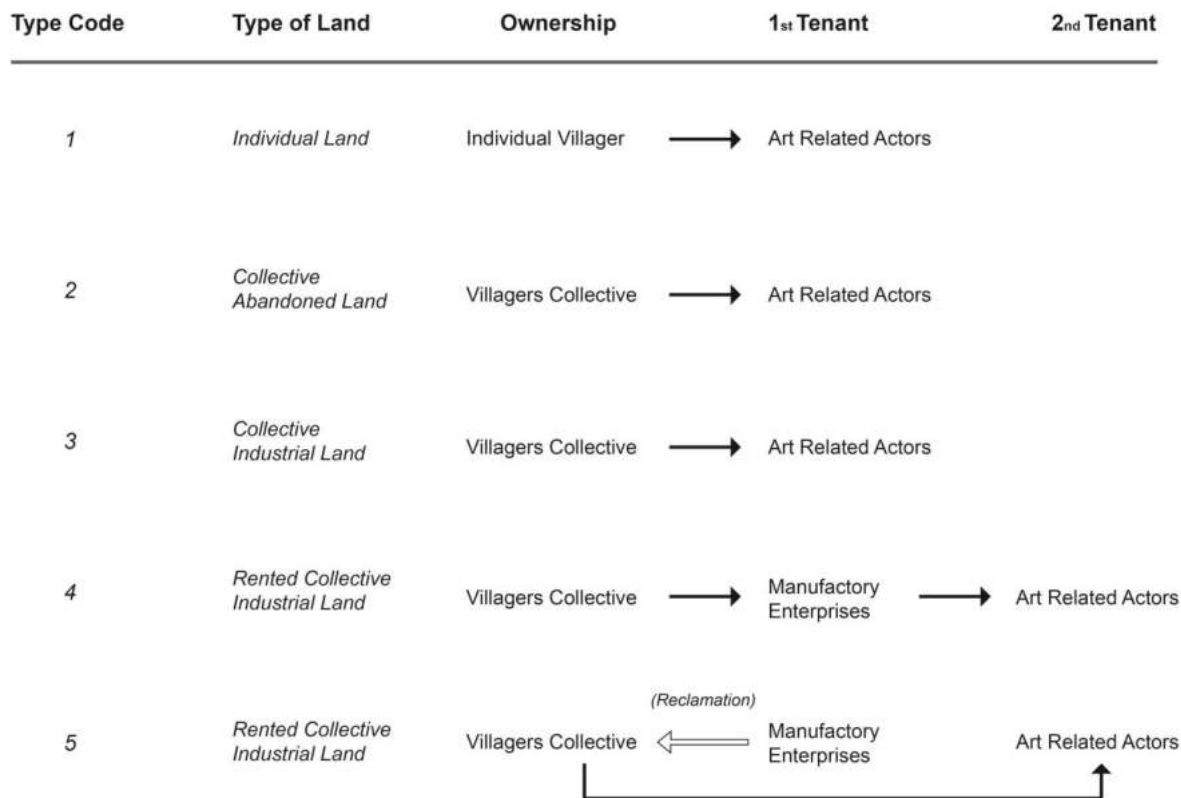 Type Code Type of Land Ownership 1st Tenant 2nd Tenant
1 Individual Land Individual Villager Art Related Actors
Collective
2 Abandoned Land Villagers Collective Art Related Actors
Collective
3 Industrial Land Villagers Collective Art Related Actors
Rented Collective Manufactory
4 Industrial Land Villagers Collective Enterprises Art Related Actors
(Reclamation)
Rented Collective Manufactory
5 Industrial Land Villagers Collective Enterprises Art Related Actors